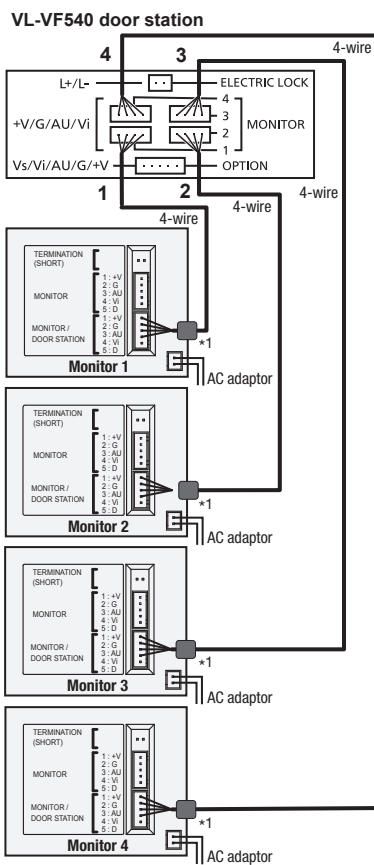 VL-VF540 door station
4 3 4-wire
L+/L- ELECTRIC LOCK
+V/G/AU/Vi 4 3 2 1 MONITOR
Vs/Vi/AU/G/+V OPTION
1 2 4-wire
4-wire 4-wire
TERMINATION
(SHORT)
MONITOR
1 : +V
2 : G
3 : AU
4 : Vi
5 : D
MONITOR /
DOOR STATION
1 : +V
2 : G
3 : AU
4 : Vi
5 : D
*1
Monitor 1
AC adaptor
TERMINATION
(SHORT)
MONITOR
1 : +V
2 : G
3 : AU
4 : Vi
5 : D
MONITOR /
DOOR STATION
1 : +V
2 : G
3 : AU
4 : Vi
5 : D
*1
Monitor 2
AC adaptor
TERMINATION
(SHORT)
MONITOR
1 : +V
2 : G
3 : AU
4 : Vi
5 : D
MONITOR /
DOOR STATION
1 : +V
2 : G
3 : AU
4 : Vi
5 : D
*1
Monitor 3
AC adaptor
TERMINATION
(SHORT)
MONITOR
1 : +V
2 : G
3 : AU
4 : Vi
5 : D
MONITOR /
DOOR STATION
1 : +V
2 : G
3 : AU
4 : Vi
5 : D
*1
Monitor 4
AC adaptor